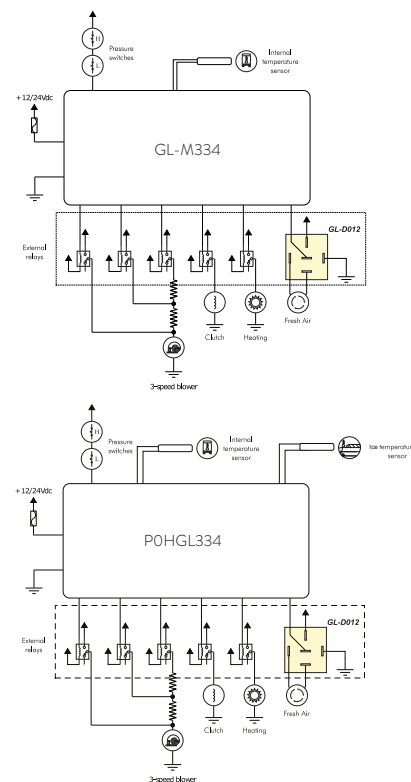 H
L
Pressure
switches
Internal
temperature
sensor
+12/24Vdc
GL-M334
External
relays
GL-D012
Clutch
Heating
Fresh Air
3-speed blower
H
L
Pressure
switches
Internal
temperature
sensor
Ice temperature
sensor
+12/24Vdc
P0HGL334
External
relays
GL-D012
Clutch
Heating
Fresh Air
3-speed blower